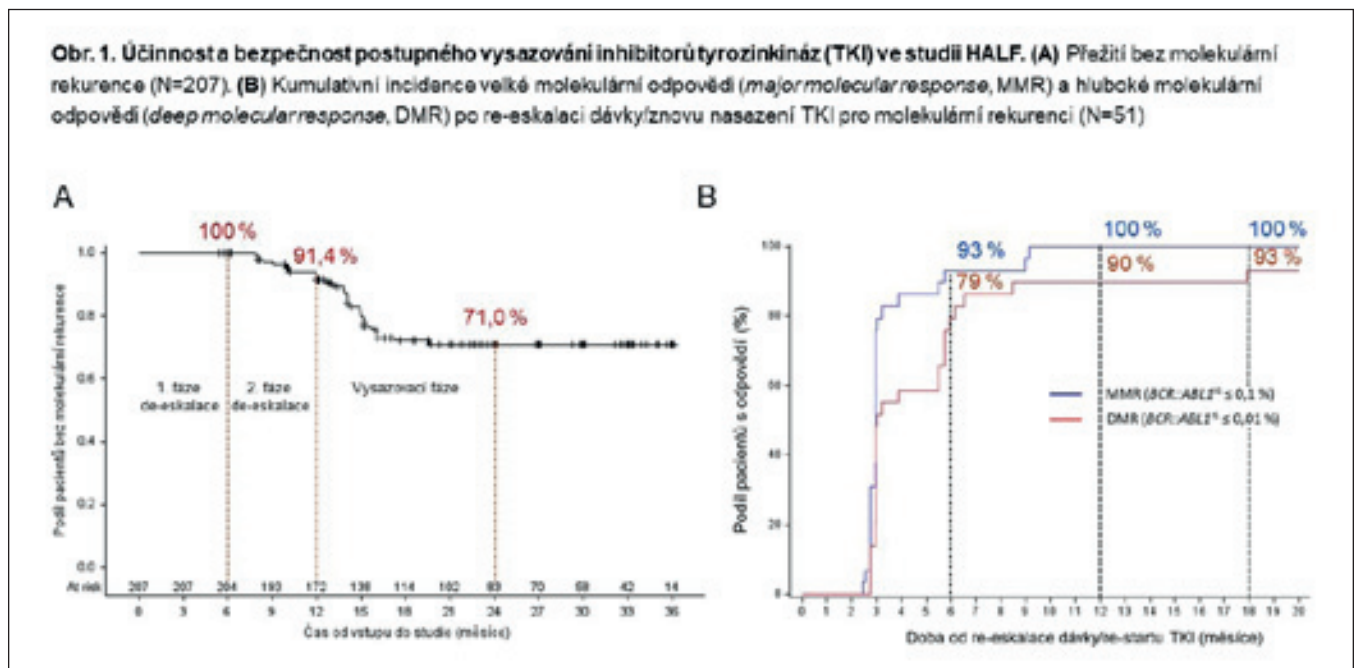 Obr. 1. Účinnost a bezpečnost postupného vysazování inhibitorů tyrozinkináz (TKI) ve studii HALF. (A) Přežití bez molekulární
rekurence (N=207). (B) Kumulativní incidence velké molekulární odpovědi (major molecular response, MMR) a hluboké molekulární
odpovědi (deep molecular response, DMR) po re-eskalaci dávky/znovu nasazení TKI pro molekulární rekurenci (N=51)
A
100 %
91,4 %
71,0 %
Podíl pacientů bez molekulární rekurence
1.0
0.8
0.6
0.4
0.2
0.0
1. fáze
de-eskalace
2. fáze
de-eskalace
Vysazovací fáze
At risk 207 207 204 193 172 138 114 102 93 70 58 42 14
0 3 6 9 12 15 18 21 24 27 30 33 36
Čas od vstupu do studie (měsíce)
B
93 %
100 %
100 %
79 %
90 %
93 %
Podíl pacientů s odpovědí (%)
100
80
60
40
20
0
MMR (BCR::ABL1 ≤ 0,1 %)
DMR (BCR::ABL1 ≤ 0,01 %)
0 1 2 3 4 5 6 7 8 9 10 11 12 13 14 15 16 17 18 19 20
Doba od re-eskalace dávky/re-startu TKI (měsíce)